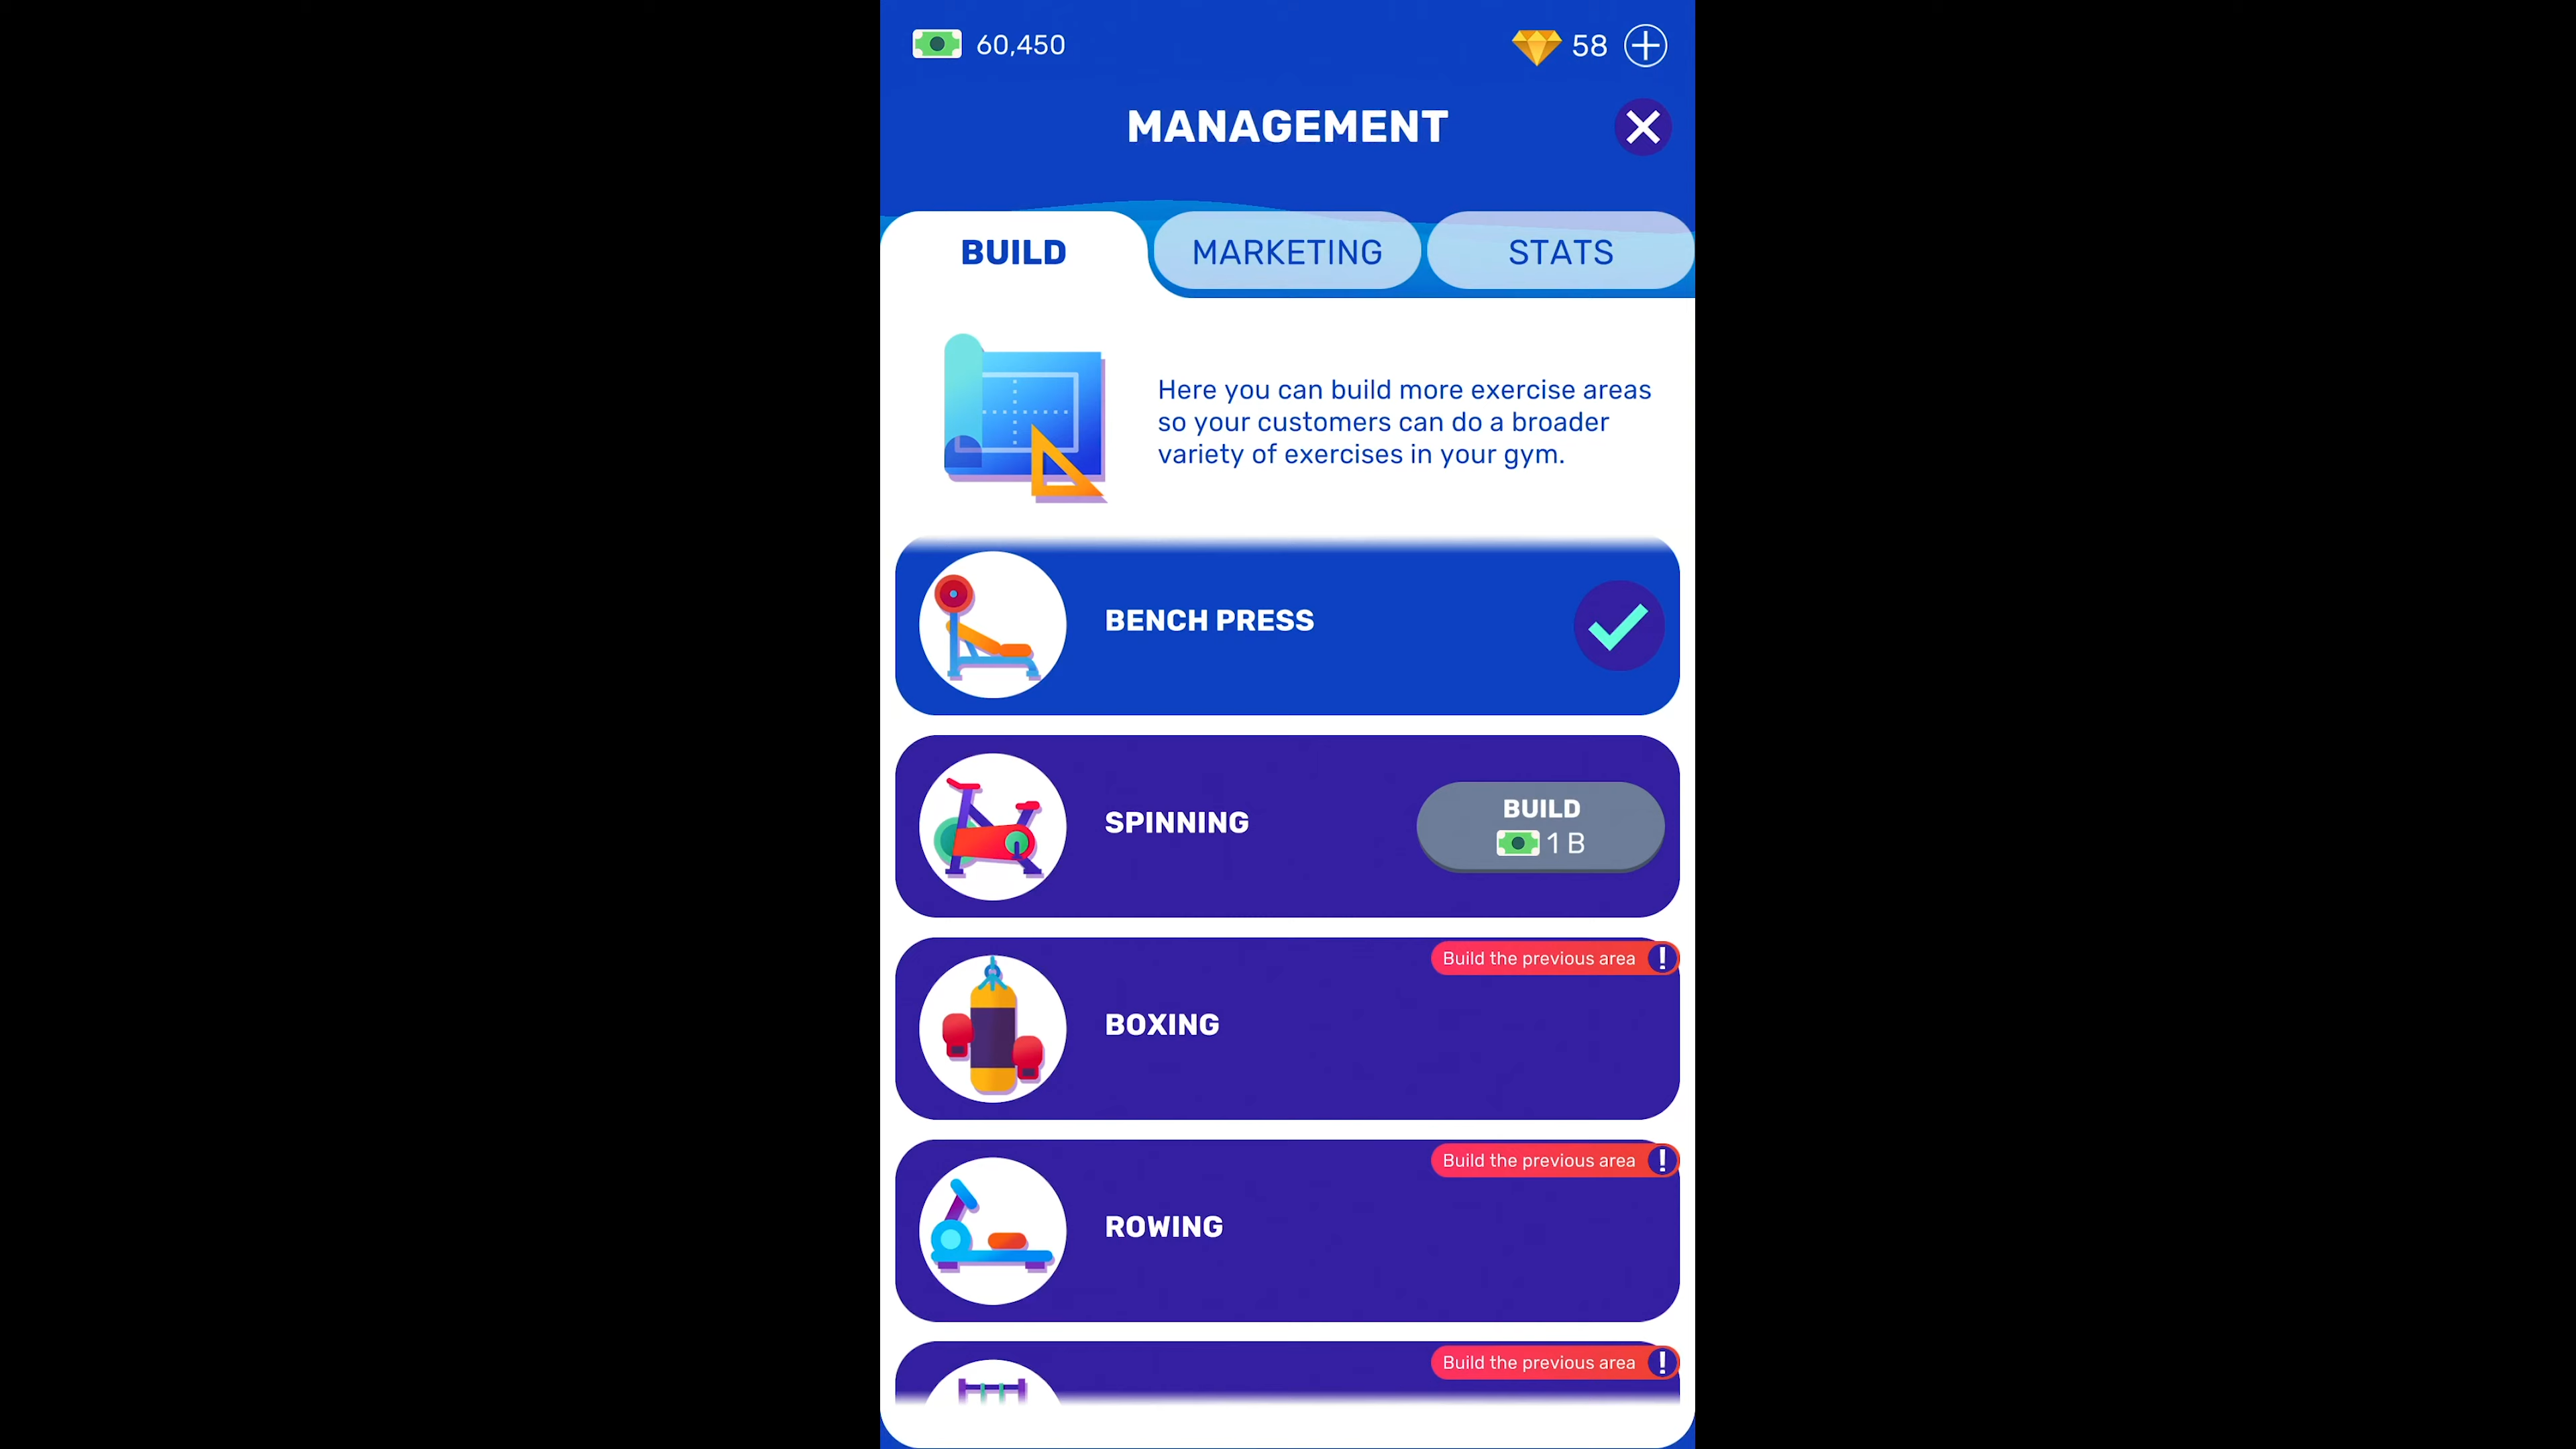 60,450
58
MANAGEMENT
BUILD
MARKETING
STATS
Here you can build more exercise areas
so your customers can do a broader
variety of exercises in your gym.
BENCH PRESS
SPINNING
BUILD
1 B
Build the previous area !
BOXING
Build the previous area !
ROWING
Build the previous area !